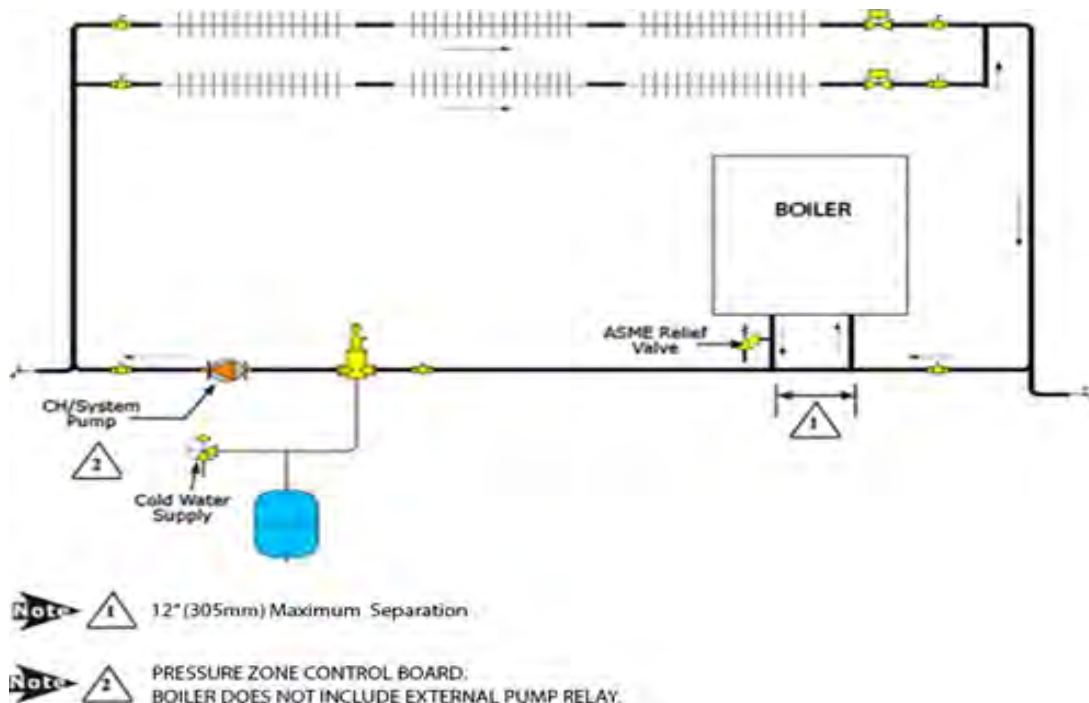 BOILER
ASME Relief
Valve
1
CH/System
Pump
2
Cold Water
Supply
Note 1 12"(305mm) Maximum Separation
Note 2 PRESSURE ZONE CONTROL BOARD.
BOILER DOES NOT INCLUDE EXTERNAL PUMP RELAY.